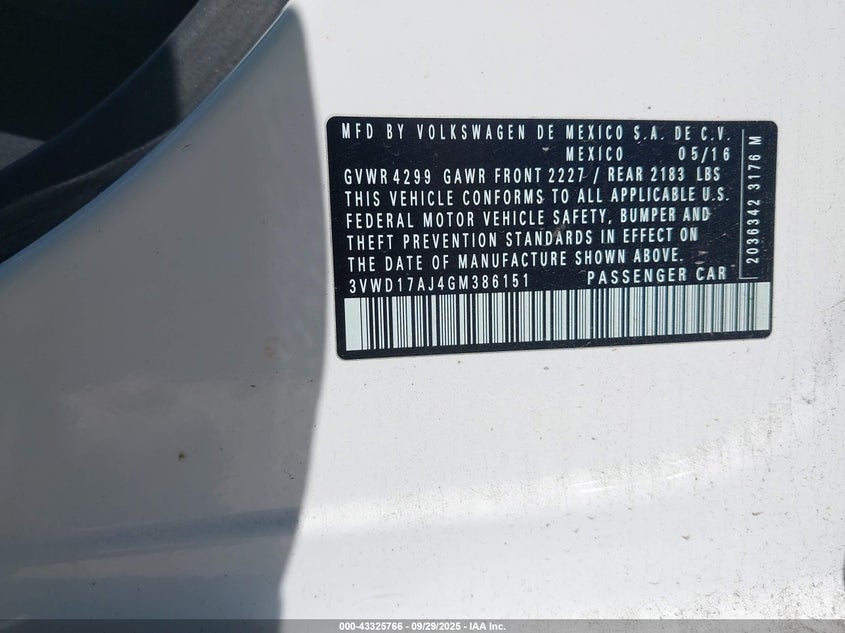 MFD BY VOLKSWAGEN DE MEXICO S.A. DE C.V.
MEXICO 05/16
GVWR 4299 GAWR FRONT 2227 / REAR 2183 LBS
THIS VEHICLE CONFORMS TO ALL APPLICABLE U.S.
FEDERAL MOTOR VEHICLE SAFETY, BUMPER AND
THEFT PREVENTION STANDARDS IN EFFECT ON
THE DATE OF MANUFACTURE SHOWN ABOVE.
3VWD17AJ4GM386151 PASSENGER CAR
2036342 3176 M
000-43325766 - 09/29/2025 - IAA Inc.